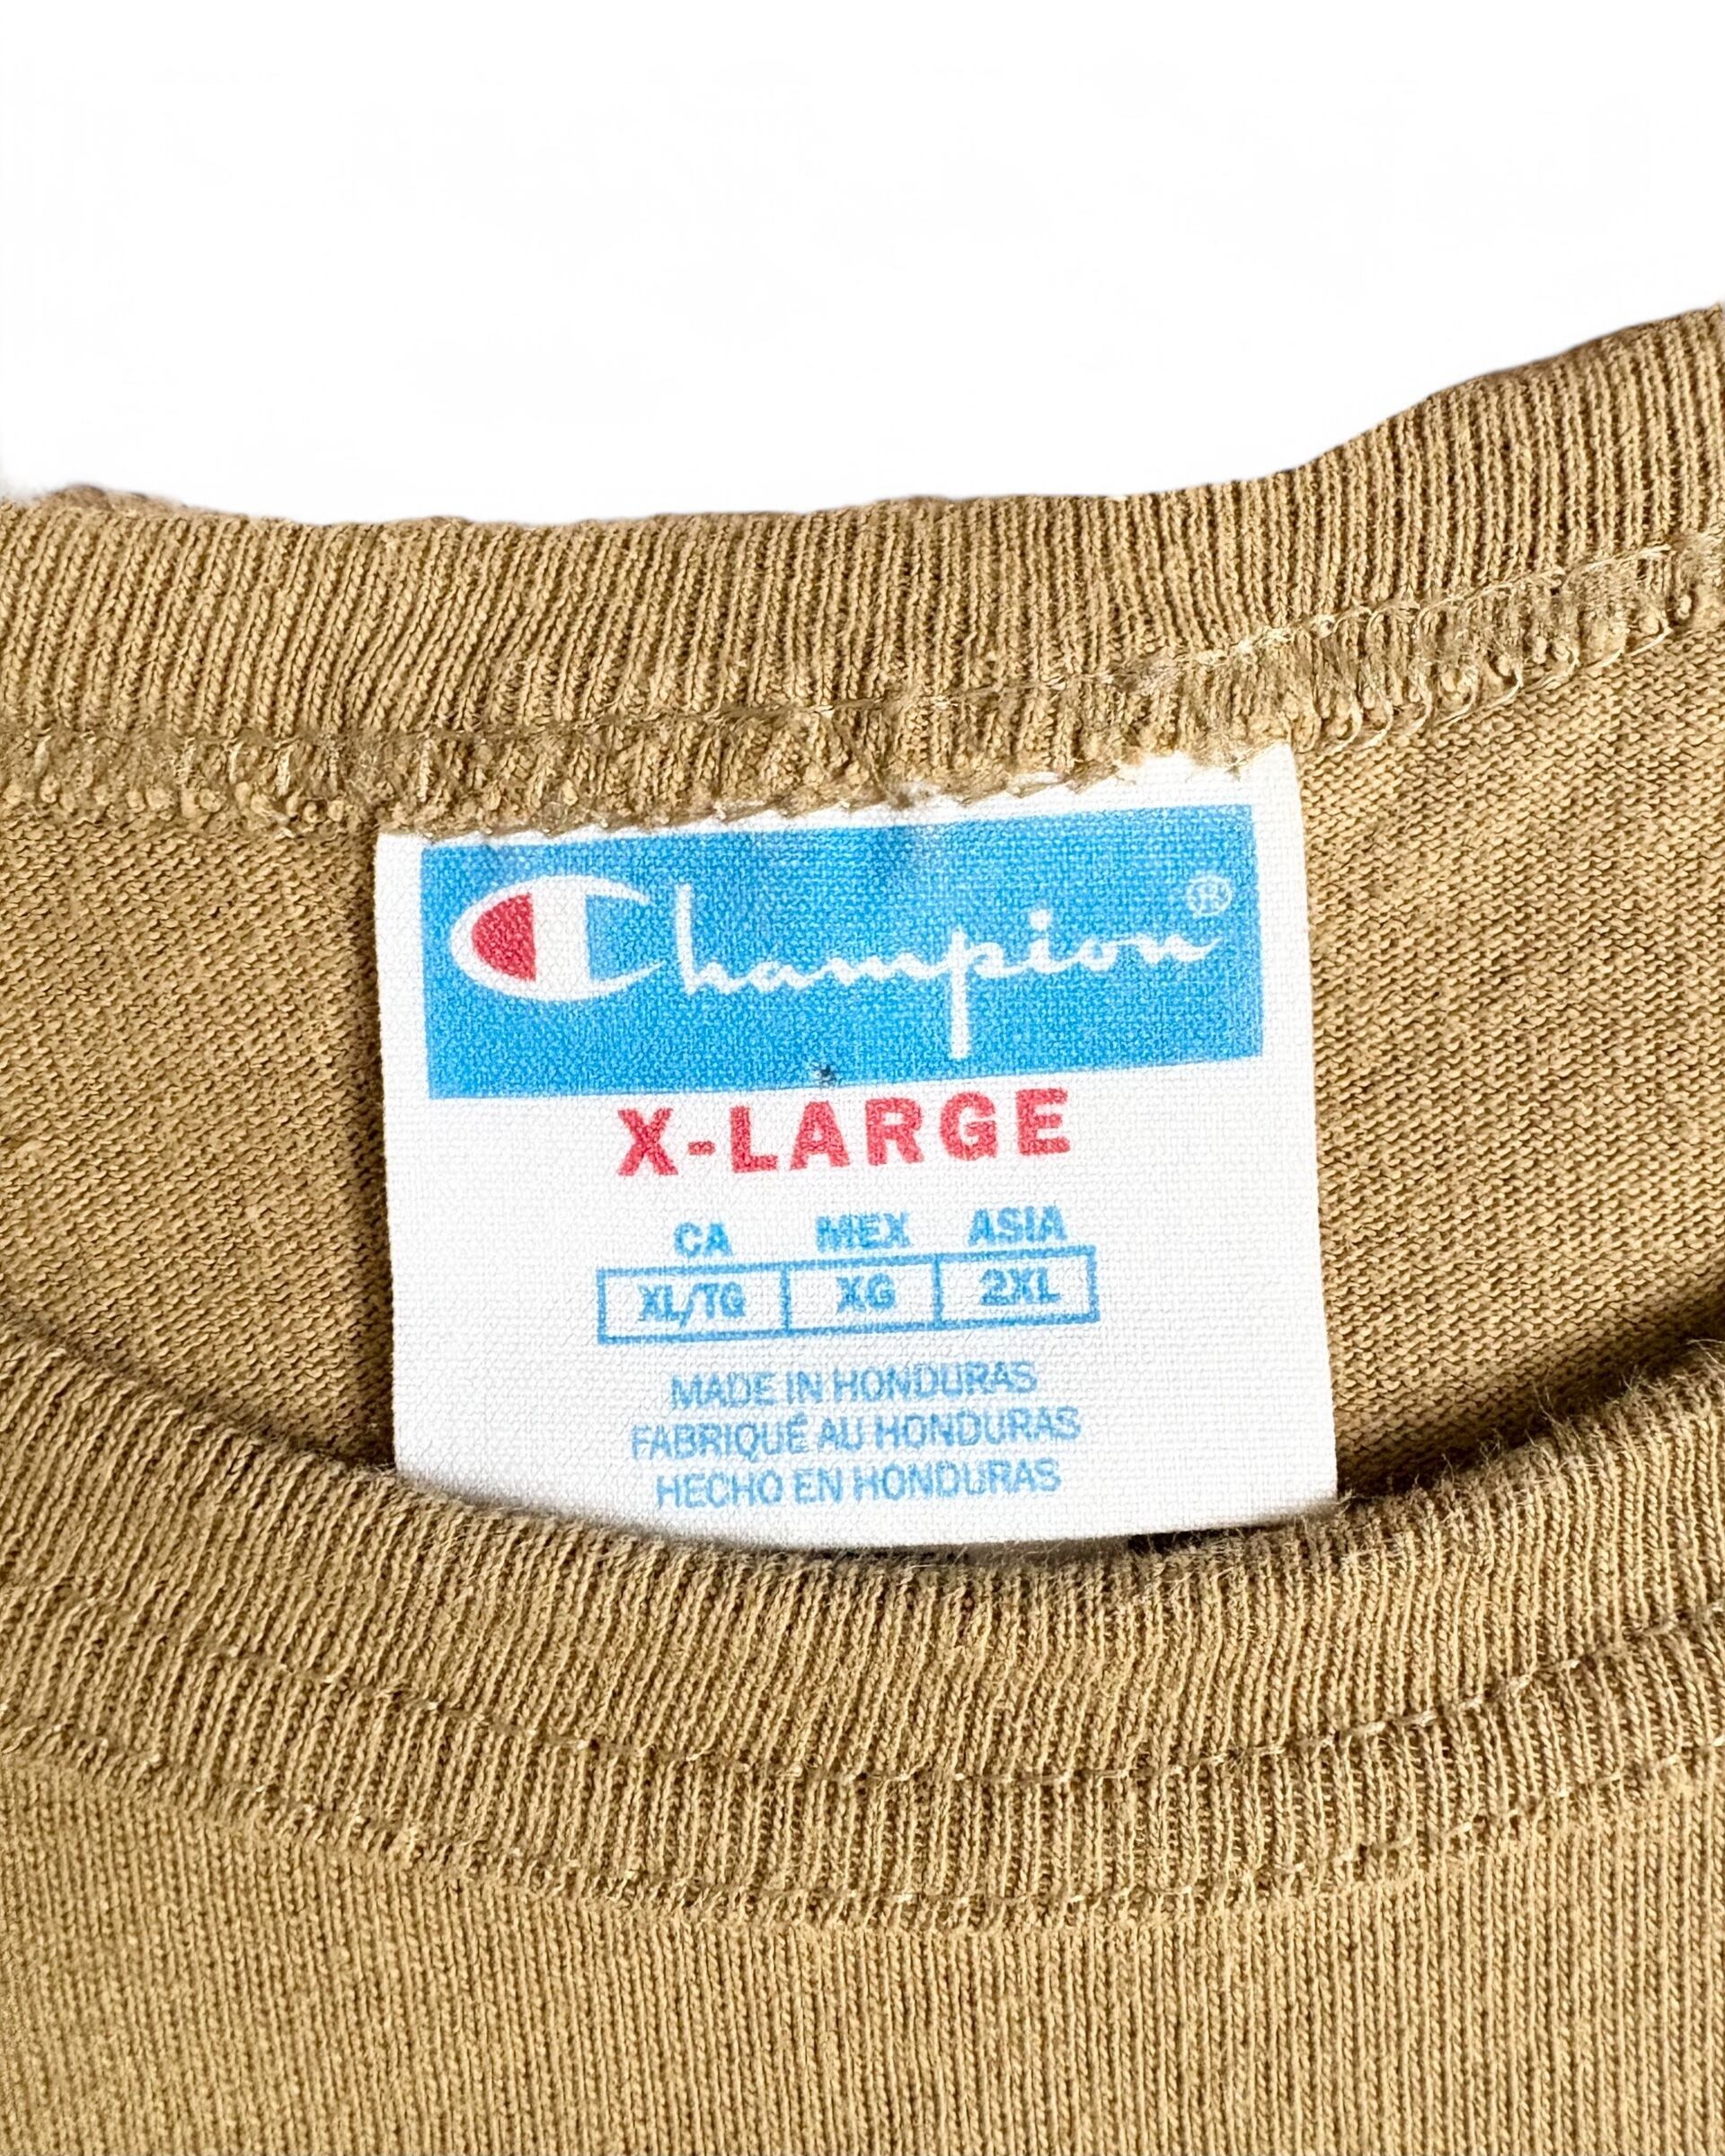 Champion®
X-LARGE
CA MEX ASIA
XL/TG XG 2XL
MADE IN HONDURAS
FABRIQUÉ AU HONDURAS
HECHO EN HONDURAS